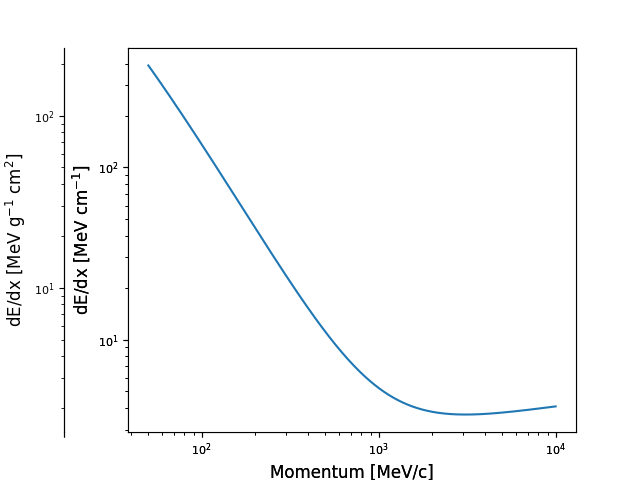 dE/dx [MeV g⁻¹ cm²]
10²
10¹
dE/dx [MeV cm⁻¹]
10²
10¹
10² 10³ 10⁴
Momentum [MeV/c]